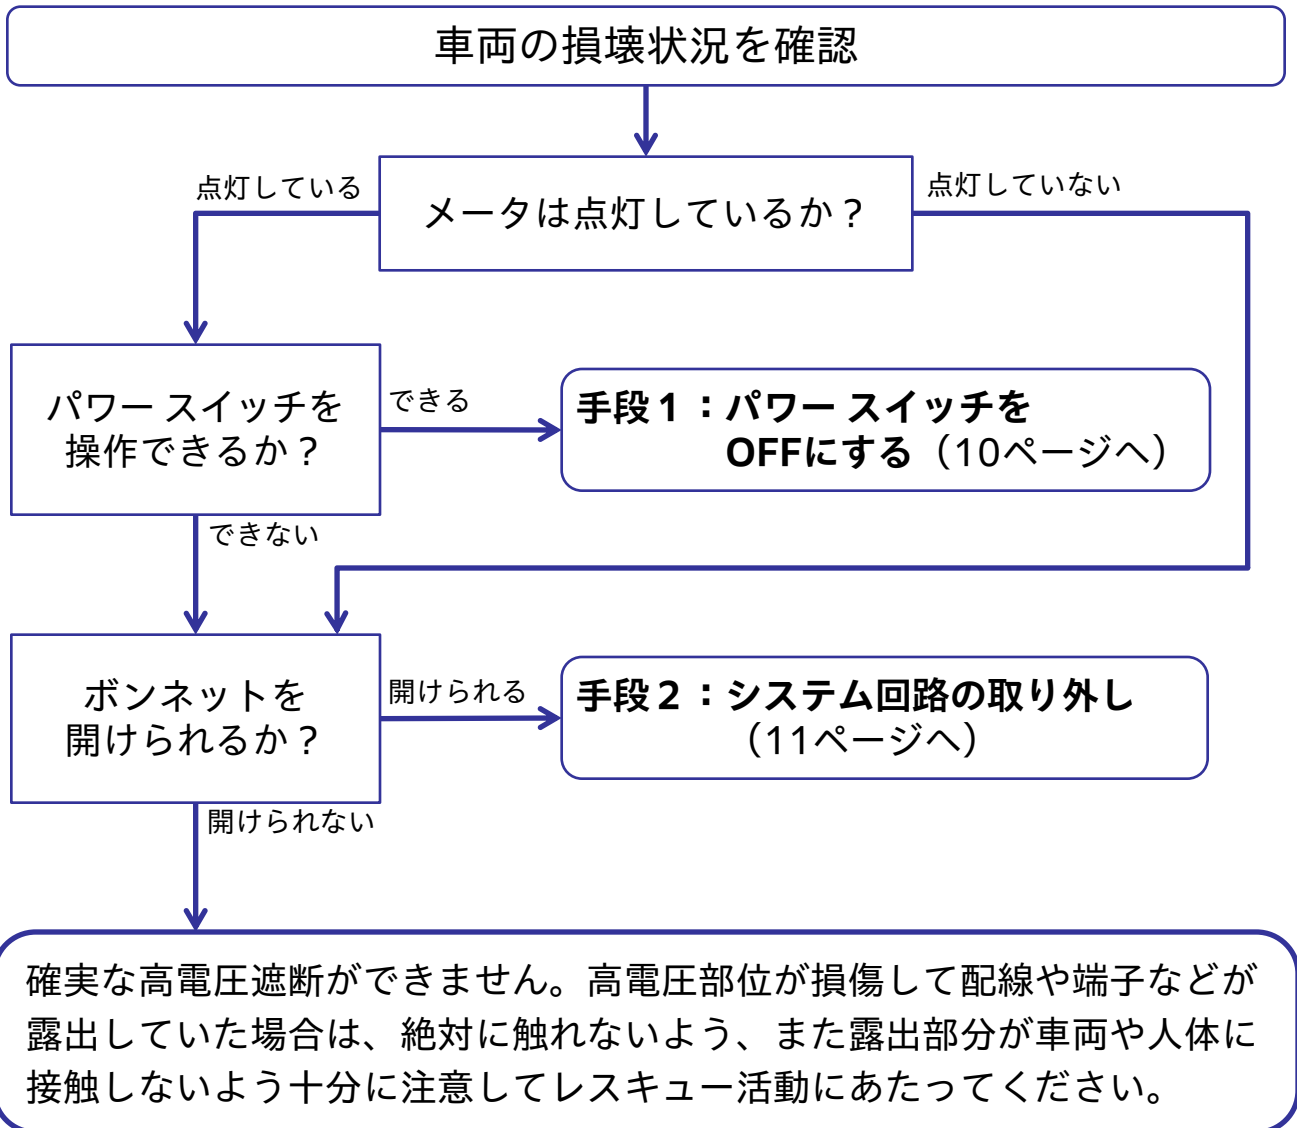 車両の損壊状況を確認
点灯している
メータは点灯しているか？
点灯していない
パワー スイッチを
操作できるか？
できる
手段１：パワー スイッチを
OFFにする（10ページへ）
できない
ボンネットを
開けられるか？
開けられる
手段２：システム回路の取り外し
（11ページへ）
開けられない
確実な高電圧遮断ができません。高電圧部位が損傷して配線や端子などが
露出していた場合は、絶対に触れないよう、また露出部分が車両や人体に
接触しないよう十分に注意してレスキュー活動にあたってください。